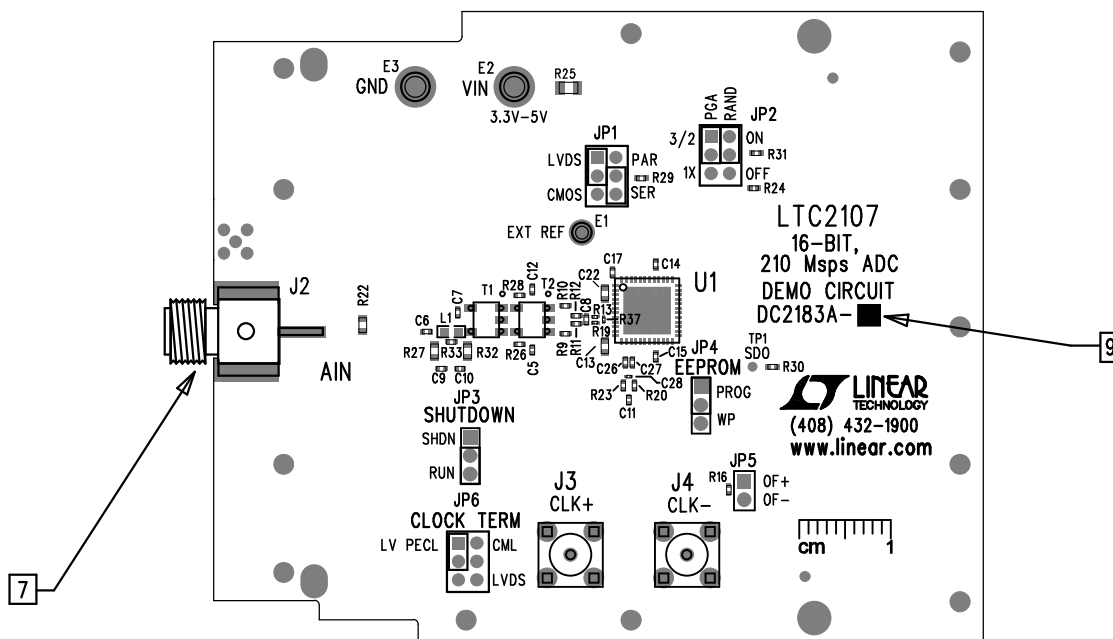 E3
GND
E2
VIN
3.3V-5V
R25
JP1
LVDS
PAR
R29
CMOS
SER
PGA
RAND
JP2
3/2
ON
R31
1X
OFF
R24
EXT REF
E1
LTC2107
16-BIT,
210 Msps ADC
DEMO CIRCUIT
DC2183A-
9
J2
R22
AIN
C7
T1
R28
C12
T2
R10
R12
C8
C22
C17
C14
U1
C6
L1
R13
R37
R19
R27
R33
R32
R26
C5
R9
R11
C13
C15
C9
C10
C26
C27
C28
R23
R20
C11
JP4
EEPROM
PROG
WP
TP1
SDO
R30
LINEAR
TECHNOLOGY
(408) 432-1900
www.linear.com
JP3
SHUTDOWN
SHDN
RUN
JP6
CLOCK TERM
LV PECL
CML
LVDS
J3
CLK+
J4
CLK-
R16
JP5
OF+
OF-
cm
1
7